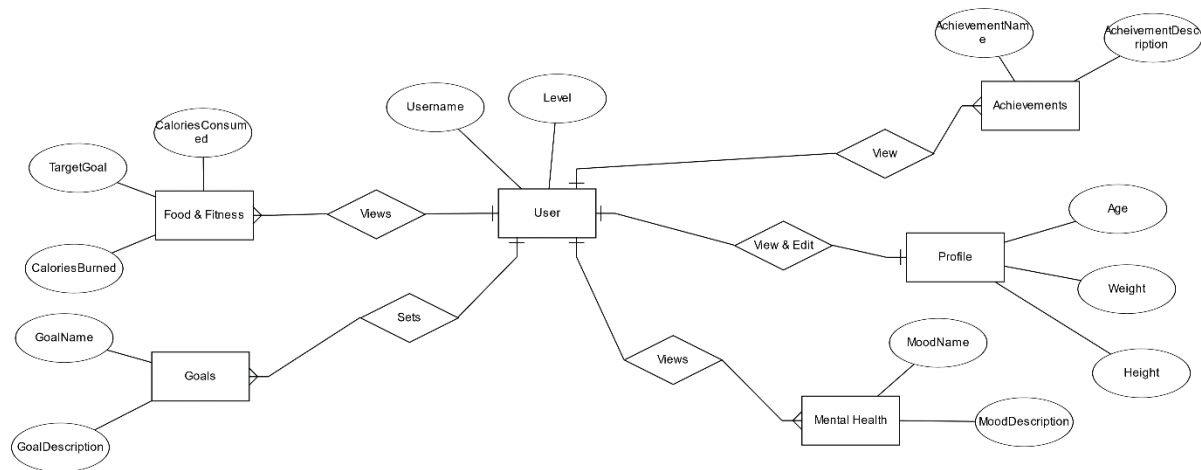 AchievementNam
e
AcheivementDesc
ription
Achievements
Level
Username
CaloriesConsum
ed
View
TargetGoal
Food & Fitness
Views
User
Age
View & Edit
Profile
CaloriesBurned
Weight
Sets
GoalName
MoodName
Views
Goals
Height
Mental Health
MoodDescription
GoalDescription